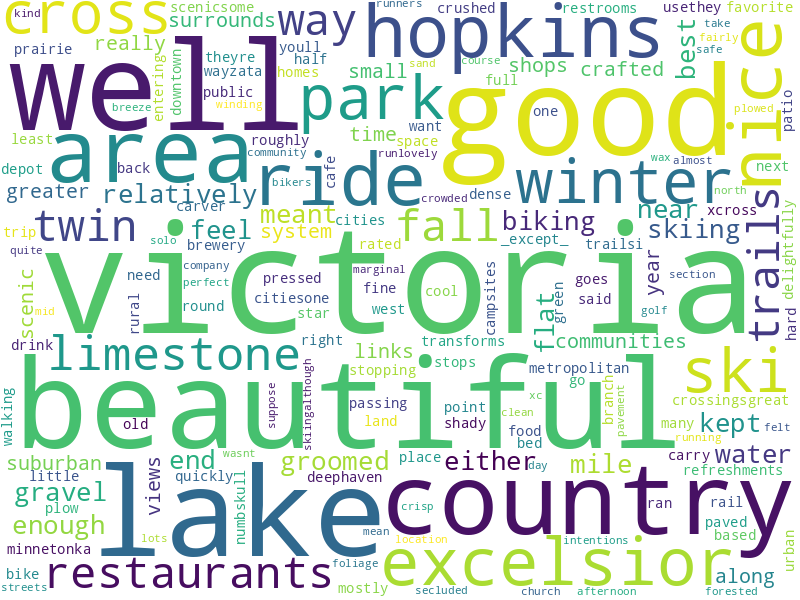 cross
kind
scenicsome
surrounds
way
hopkins
crushed
restrooms
usethey
favorite
runners
take
fairly
safe
best
nice
prairie
really
theyre
youll
half
wayzata
homes
public
entering
downtown
well
breeze
winding
small
course
sand
full
shops
crafted
good
plowed
patio
least
area
roughly
community
park
time
space
want
one
runlovely
wax
almost
next
depot
back
cafe
ride
bikers
crowded
dense
winter
north
greater
relatively
carver
meant
system
cities
fall
biking
near
xcross
trails
delightfully
hard
twin
feel
trip
solo
brewery
rated
_except_
trailsi
skiing
year
quite
company
need
perfect
citiesone
pressed
marginal
fine
cool
goes
said
section
scenic
rural
victoria
campsites
green
mid
round
star
west
flat
golf
drink
limestone
right
links
transforms
communities
stopping
stops
metropolitan
ski
walking
beautiful
suppose
skiingalthough
passing
land
point
shady
xc
clean
go
branch
pavement
crossingsgreat
many
felt
old
food
bed
kept
running
suburban
end
wasnt
groomed
place
either
day
mile
carry
water
little
views
quickly
numbskull
deephaven
lake
country
refreshments
gravel
enough
plow
lots
crisp
ran
rail
paved
based
urban
minnetonka
mean
location
intentions
excelsior
along
bike
streets
restaurants
foliage
mostly
secluded
church
afternoon
forested